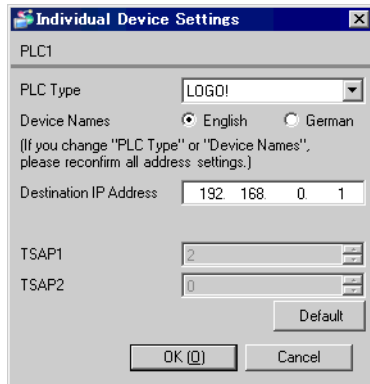 Individual Device Settings
PLC1
PLC Type LOGO!
Device Names English German
(If you change "PLC Type" or "Device Names",
please reconfirm all address settings.)
Destination IP Address 192. 168. 0. 1
TSAP1 2
TSAP2 0
Default
OK (O) Cancel